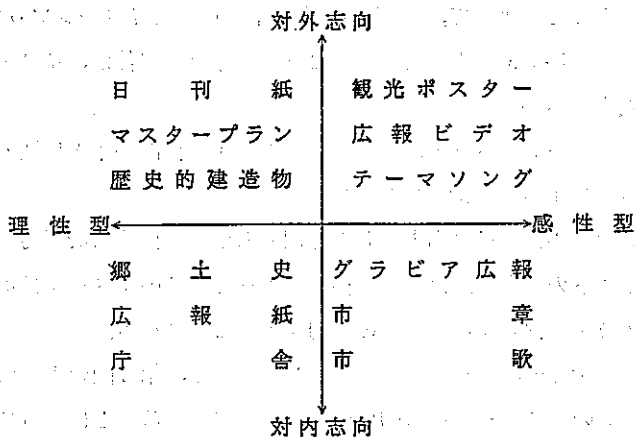 対外志向
日刊紙 観光ポスター
マスタープラン 広報ビデオ
歴史的建造物 テーマソング
理性型 感性型
郷土史 グラビア広報
広報紙 市章
庁舎 市歌
対内志向